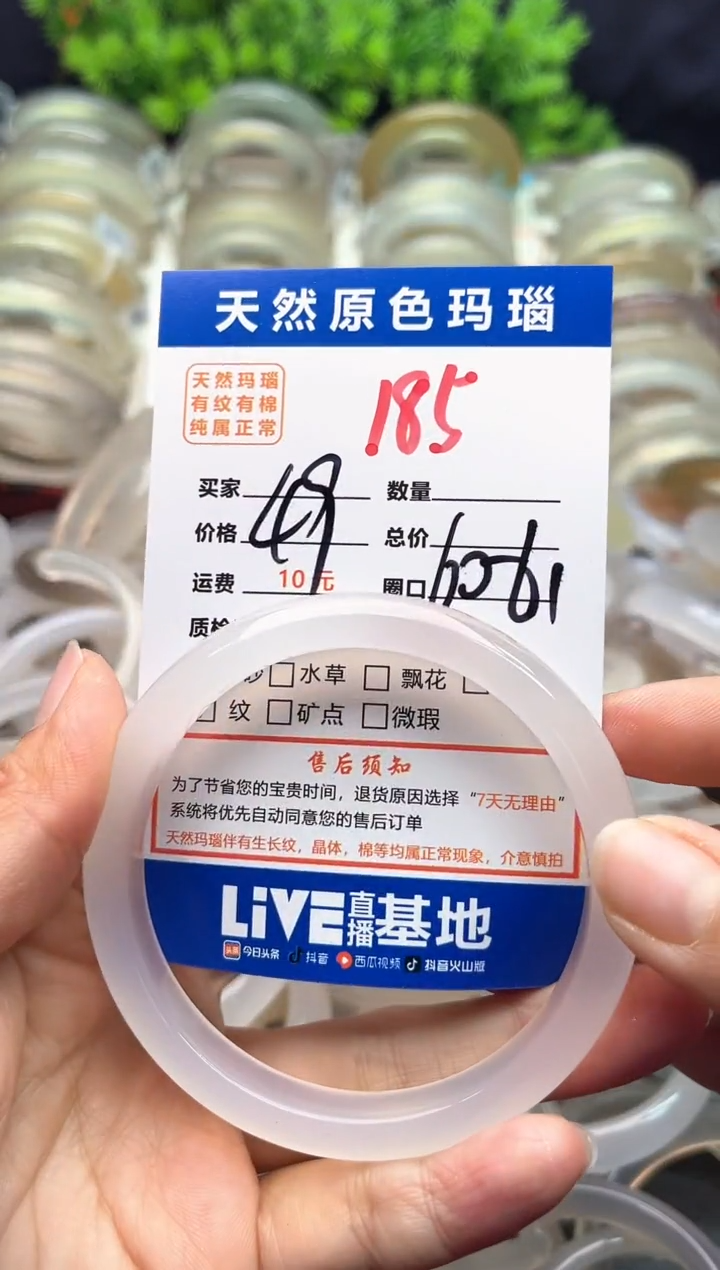 天然原色玛瑙
天然玛瑙
有纹有棉
纯属正常
185
买家 数量
价格 49 总价
运费 10元 圈口 60-61
质检
砂 □水草 □ 飘花 □
□ 纹 □矿点 □微瑕
售后须知
为了节省您的宝贵时间，退货原因选择“7天无理由”
系统将优先自动同意您的售后订单
天然玛瑙伴有生长纹，晶体，棉等均属正常现象，介意慎拍
LiVE直播基地
头条 今日头条 抖音 西瓜视频 抖音火山版